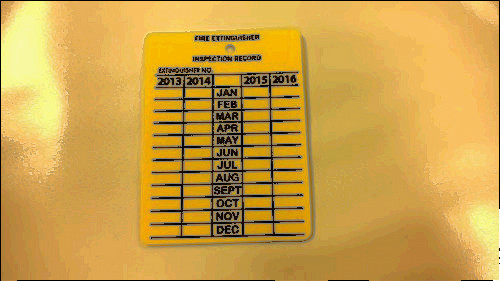 FIRE EXTINGUISHER
INSPECTION RECORD
EXTINGUISHER NO.
2013 2014 2015 2016
JAN
FEB
MAR
APR
MAY
JUN
JUL
AUG
SEPT
OCT
NOV
DEC